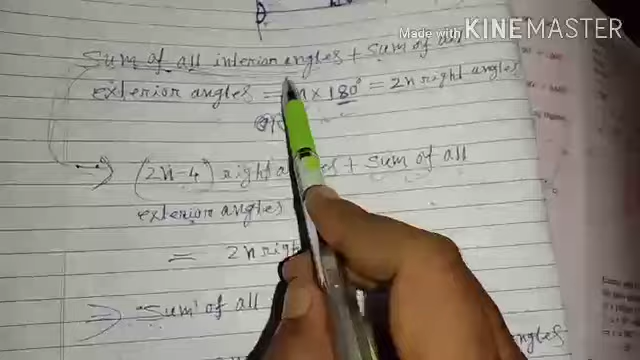 Made with KINEMASTER
Sum of all interior angles + Sum of all
exterior angles = n × 180° = 2n right angles
⇒ (2n-4) right angles + sum of all
exterior angles
= 2n right
⇒ Sum of all
ngles